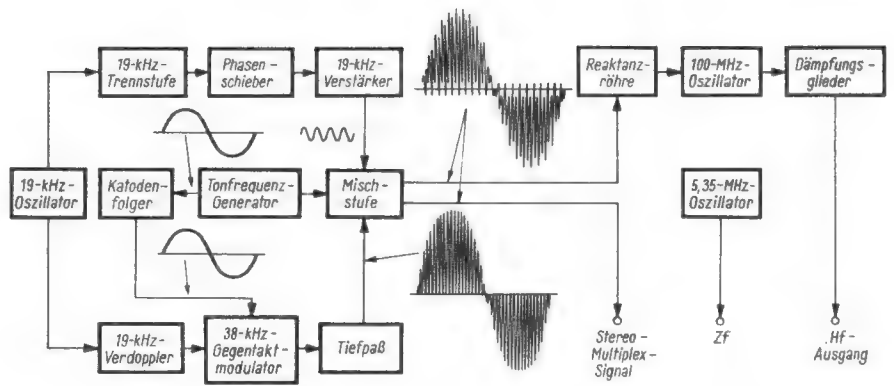 19-kHz-
Trennstufe
Phasen-
schieber
19-kHz-
Verstärker
Reaktanz-
röhre
100-MHz-
Oszillator
Dämpfungs-
glieder
19-kHz-
Oszillator
Katoden-
folger
Tonfrequenz-
Generator
Misch-
stufe
5,35-MHz-
Oszillator
19-kHz-
Verdoppler
38-kHz-
Gegentakt-
modulator
Tiefpaß
Stereo-
Multiplex-
Signal
Zf
Hf-
Ausgang